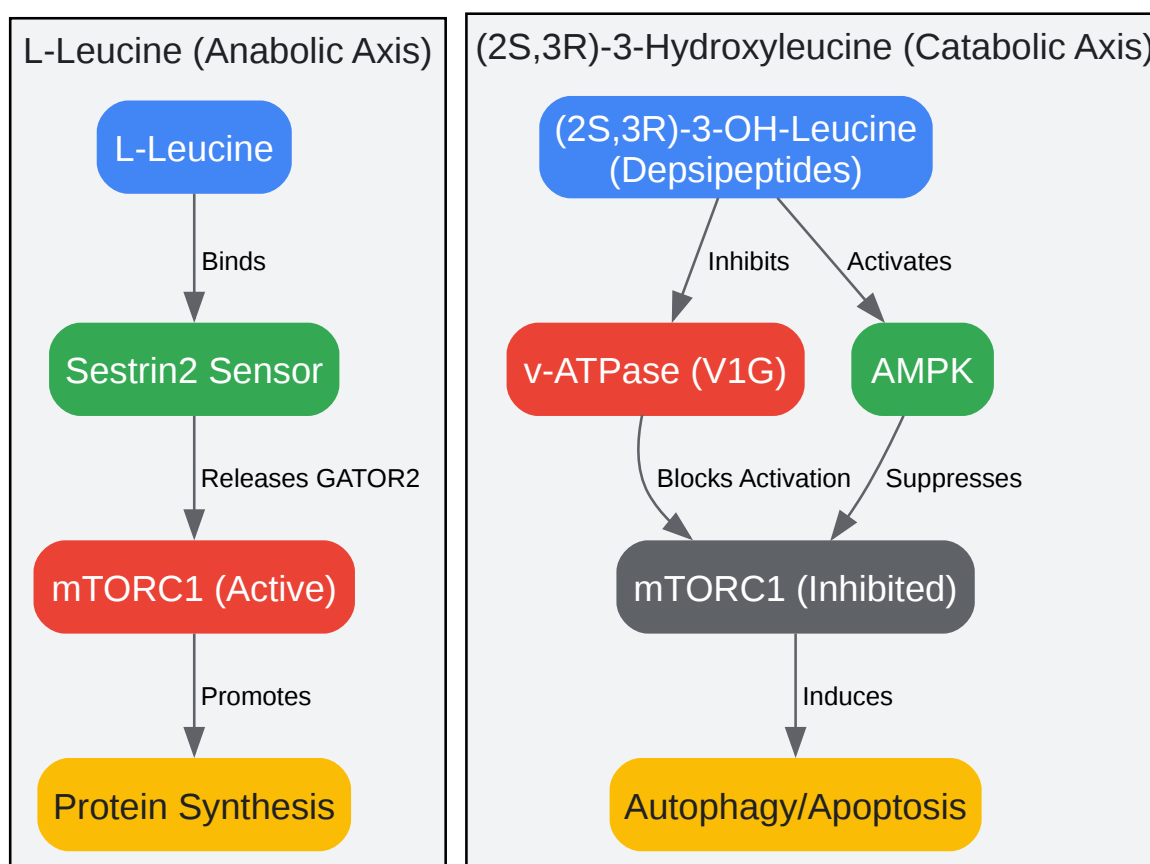 L-Leucine (Anabolic Axis)
L-Leucine
Binds
Sestrin2 Sensor
Releases GATOR2
mTORC1 (Active)
Promotes
Protein Synthesis
(2S,3R)-3-Hydroxyleucine (Catabolic Axis)
(2S,3R)-3-OH-Leucine
(Depsipeptides)
Inhibits
Activates
v-ATPase (V1G)
AMPK
Blocks Activation
Suppresses
mTORC1 (Inhibited)
Induces
Autophagy/Apoptosis